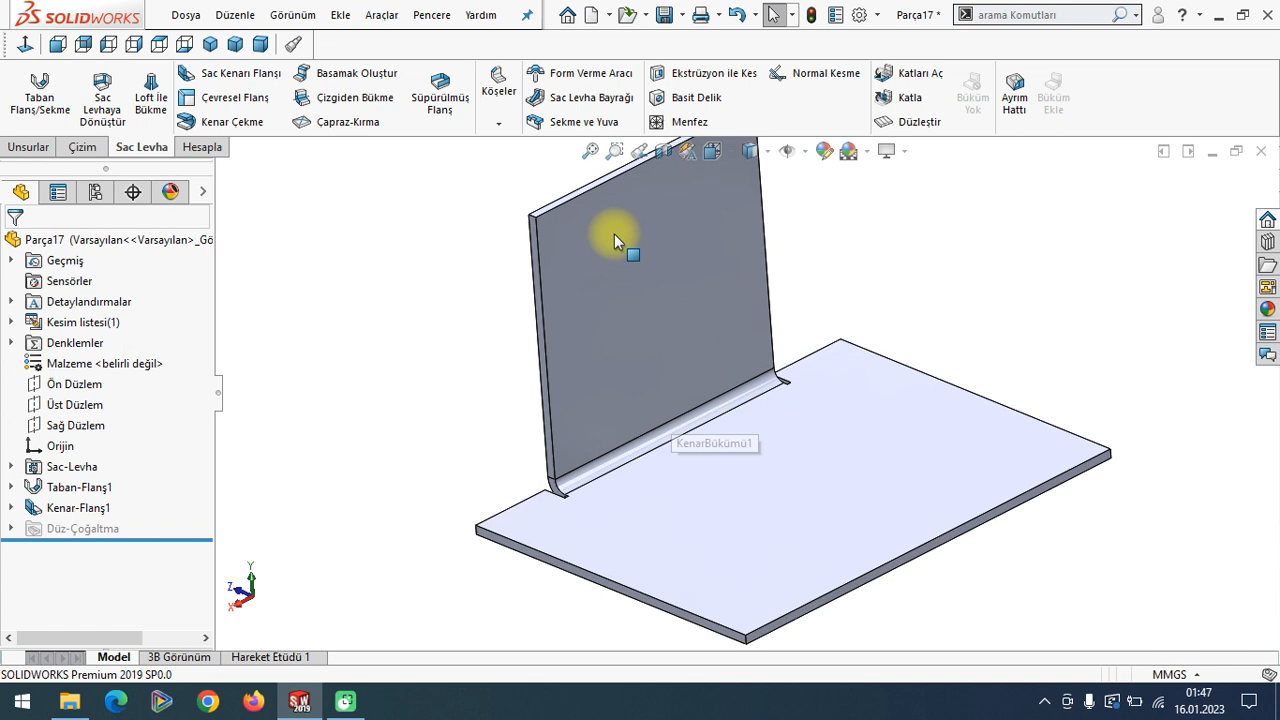 SOLIDWORKS
Dosya Düzenle Görünüm Ekle Araçlar Pencere Yardım
Parça17 *
arama Komutları
Taban Flanş/Sekme
Sac Levhaya Dönüştür
Loft İle Bükme
Sac Kenarı Flanşı
Çevresel Flanş
Kenar Çekme
Basamak Oluştur
Çizgiden Bükme
Çapraz-kırma
Süpürülmüş Flanş
Köşeler
Form Verme Aracı
Sac Levha Bayrağı
Sekme ve Yuva
Ekstrüzyon ile Kes
Basit Delik
Menfez
Normal Kesme
Katları Aç
Katla
Düzleştir
Büküm Yok
Ayrım Hattı
Büküm Ekle
Unsurlar Çizim Sac Levha Hesapla
Parça17 (Varsayılan<<Varsayılan>_Gö
Geçmiş
Sensörler
Detaylandırmalar
Kesim listesi(1)
Denklemler
Malzeme <belirli değil>
Ön Düzlem
Üst Düzlem
Sağ Düzlem
Orijin
Sac-Levha
Taban-Flanş1
Kenar-Flanş1
Düz-Çoğaltma
KenarBükümü1
Y
Z
X
Model 3B Görünüm Hareket Etüdü 1
SOLIDWORKS Premium 2019 SP0.0
MMGS
SW
2019
01:47
16.01.2023